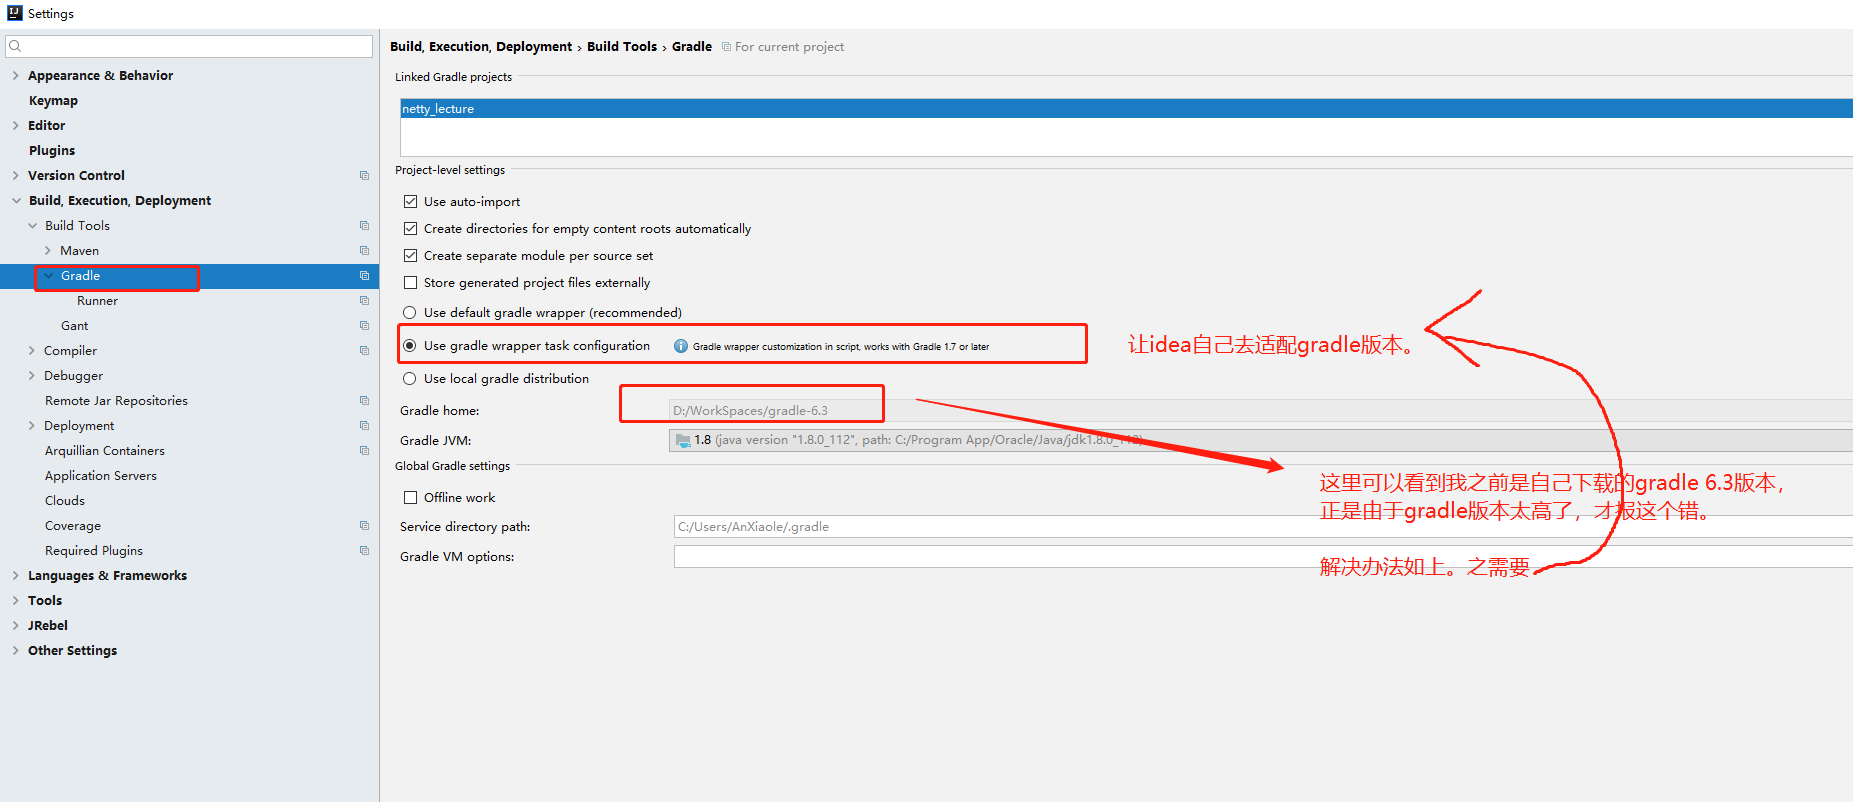 Settings
Appearance & Behavior
Keymap
Editor
Plugins
Version Control
Build, Execution, Deployment
Build Tools
Maven
Gradle
Runner
Gant
Compiler
Debugger
Remote Jar Repositories
Deployment
Arquillian Containers
Application Servers
Clouds
Coverage
Required Plugins
Languages & Frameworks
Tools
JRebel
Other Settings
Build, Execution, Deployment › Build Tools › Gradle For current project
Linked Gradle projects
netty_lecture
Project-level settings
Use auto-import
Create directories for empty content roots automatically
Create separate module per source set
Store generated project files externally
Use default gradle wrapper (recommended)
Use gradle wrapper task configuration Gradle wrapper customization in script, works with Gradle 1.7 or later
让idea自己去适配gradle版本。
Use local gradle distribution
Gradle home: D:/WorkSpaces/gradle-6.3
Gradle JVM: 1.8 (java version "1.8.0_112", path: C:/Program App/Oracle/Java/jdk1.8.0_112)
Global Gradle settings
Offline work
Service directory path: C:/Users/AnXiaole/.gradle
Gradle VM options:
这里可以看到我之前是自己下载的gradle 6.3版本，
正是由于gradle版本太高了，才报这个错。
解决办法如上。之需要